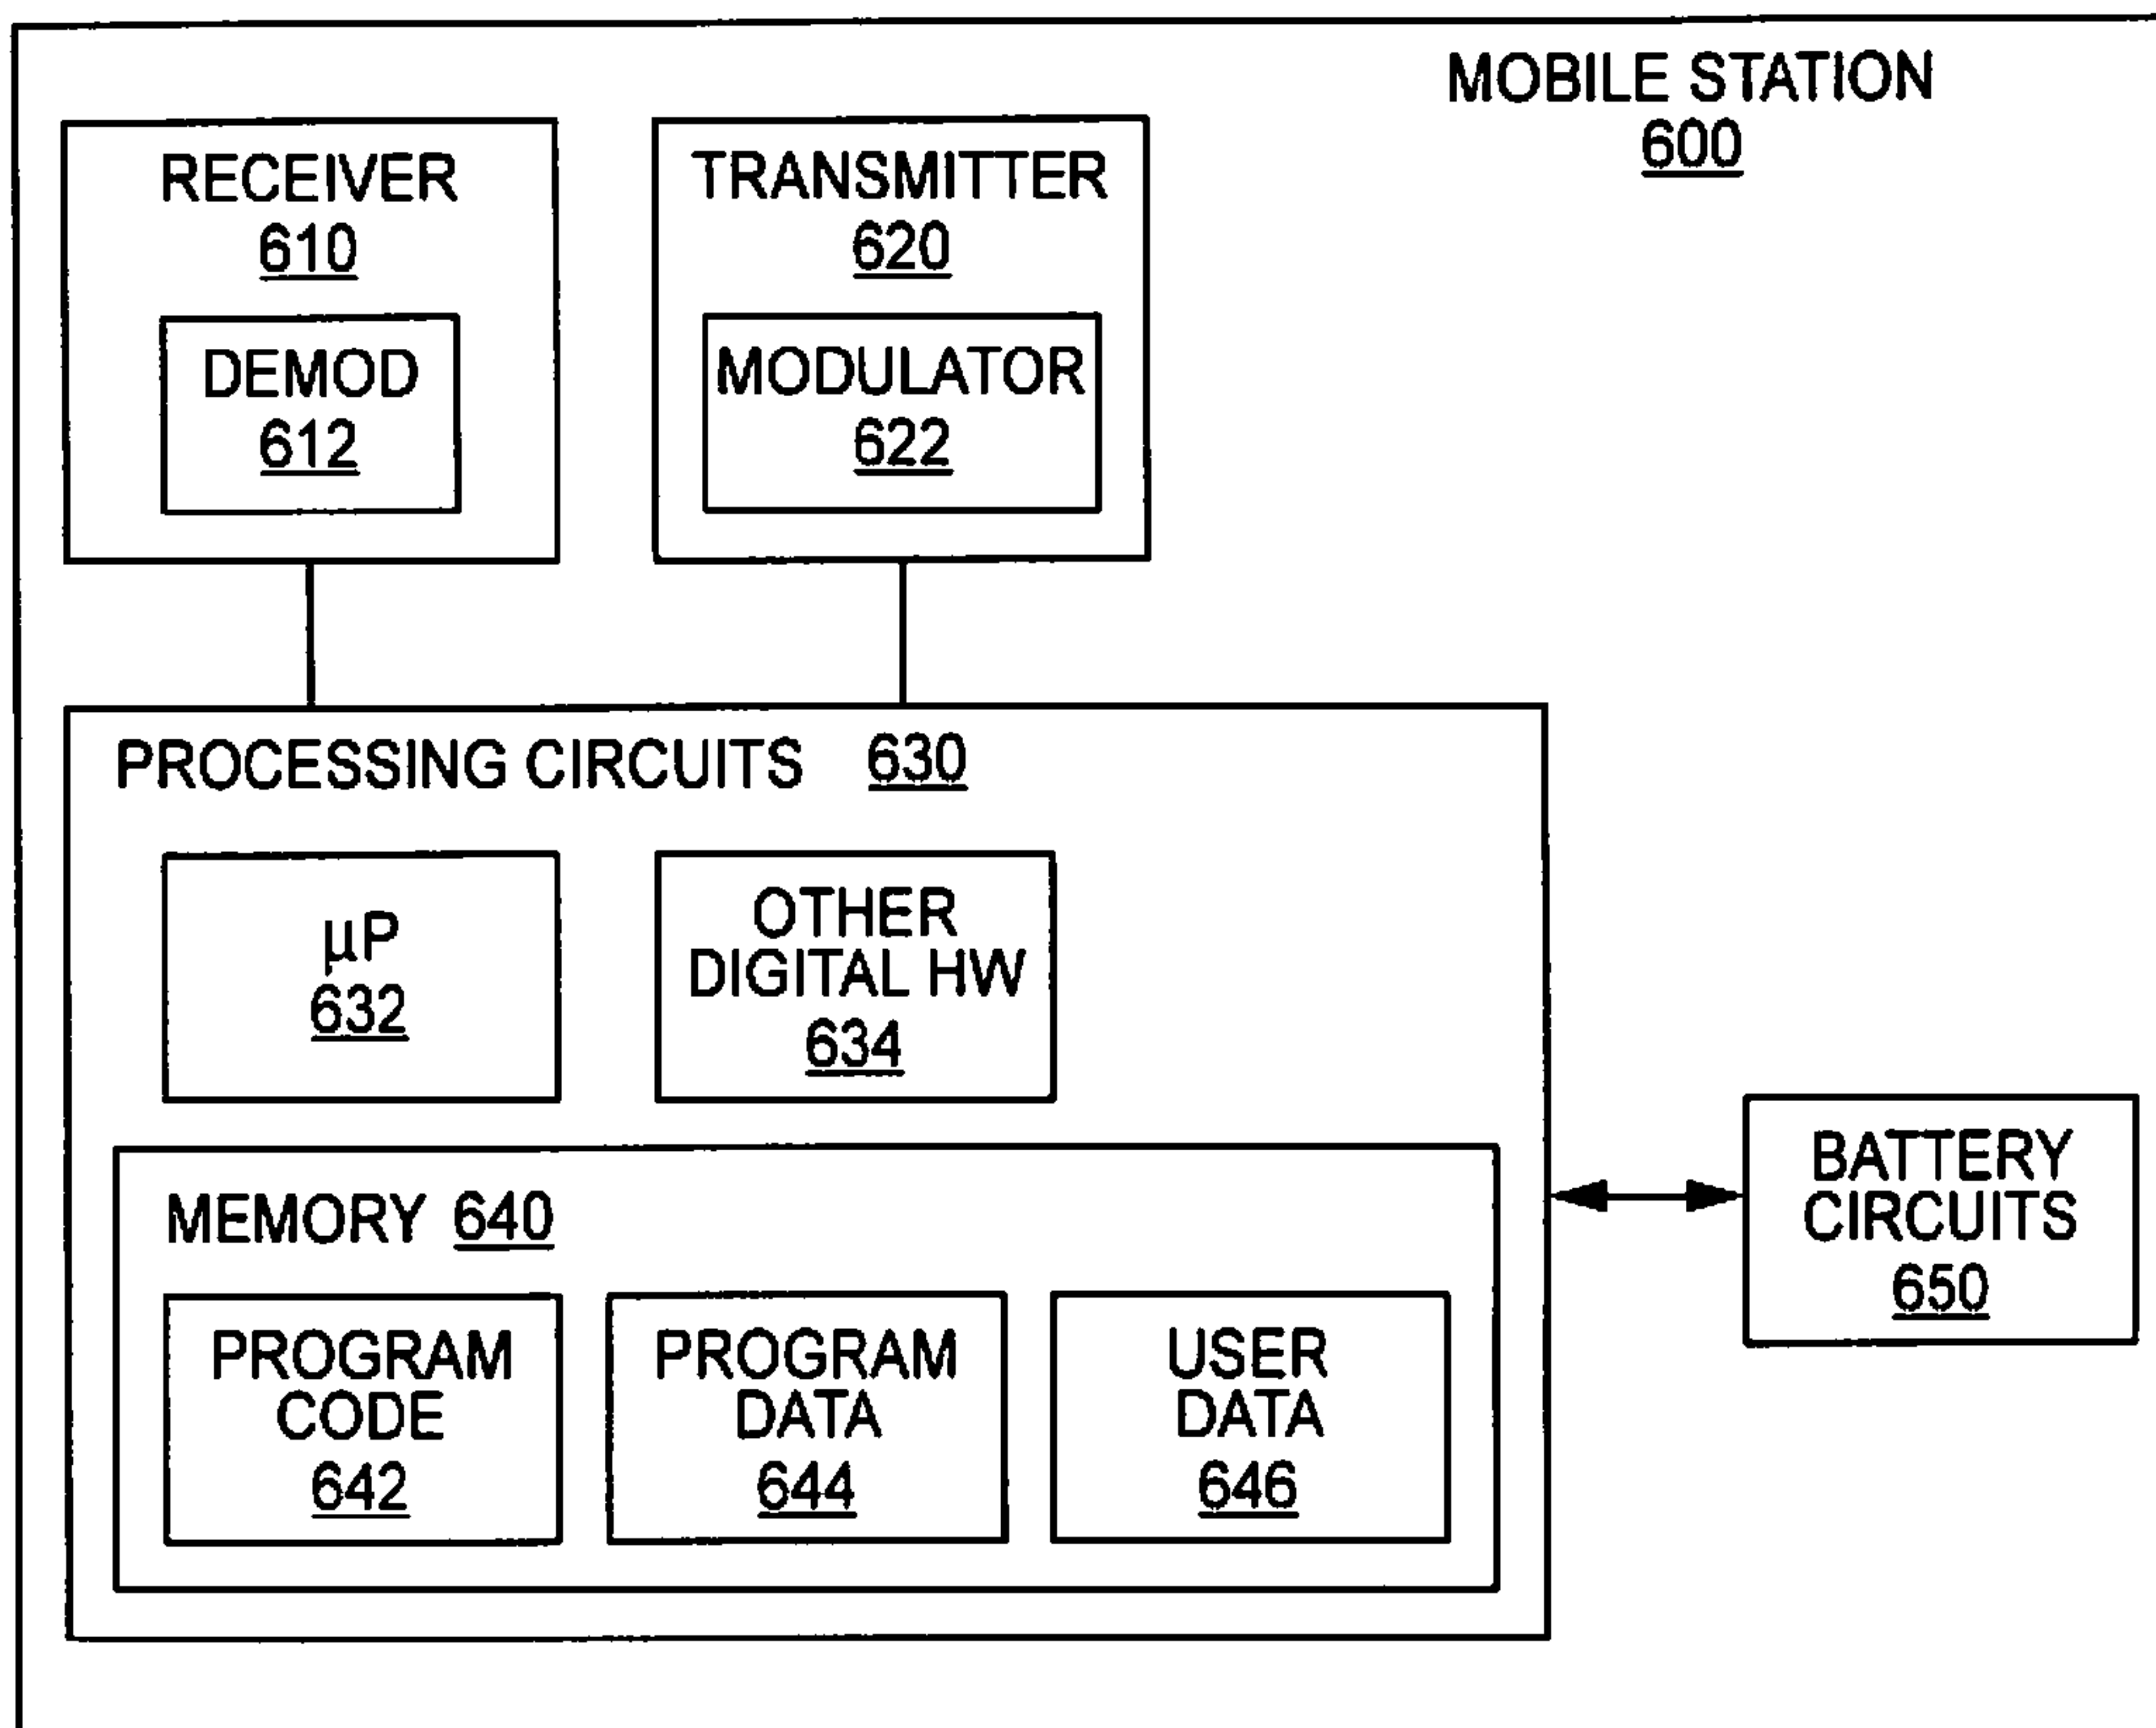 MOBILE STATION
600
RECEIVER
610
DEMOD
612
TRANSMITTER
620
MODULATOR
622
PROCESSING CIRCUITS 630
µP
632
OTHER
DIGITAL HW
634
MEMORY 640
PROGRAM
CODE
642
PROGRAM
DATA
644
USER
DATA
646
BATTERY
CIRCUITS
650